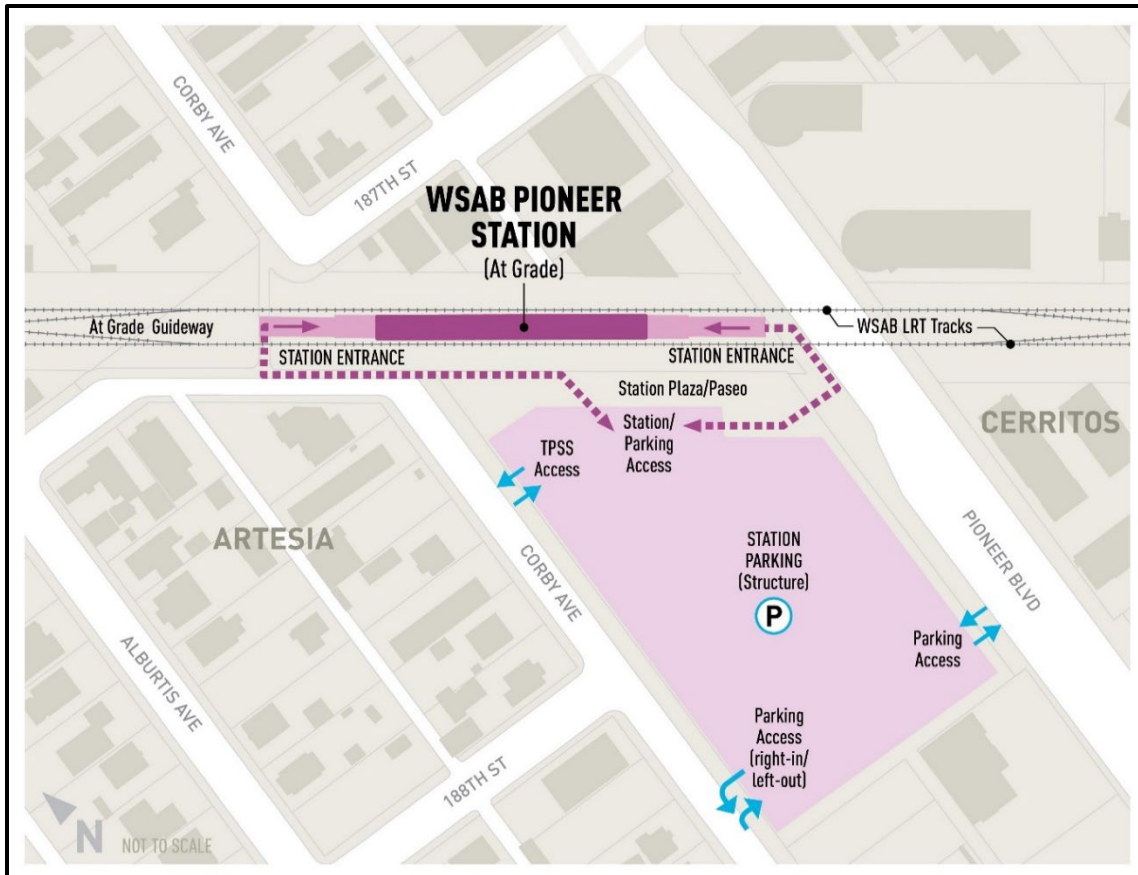 CORBY AVE
187TH ST
WSAB PIONEER
STATION
(At Grade)
At Grade Guideway
WSAB LRT Tracks
STATION ENTRANCE
STATION ENTRANCE
Station Plaza/Paseo
CERRITOS
Station/
Parking
Access
TPSS
Access
ARTESIA
CORBY AVE
STATION
PARKING
(Structure)
P
PIONEER BLVD
Parking
Access
ALBURTIS AVE
Parking
Access
(right-in/
left-out)
188TH ST
N
NOT TO SCALE